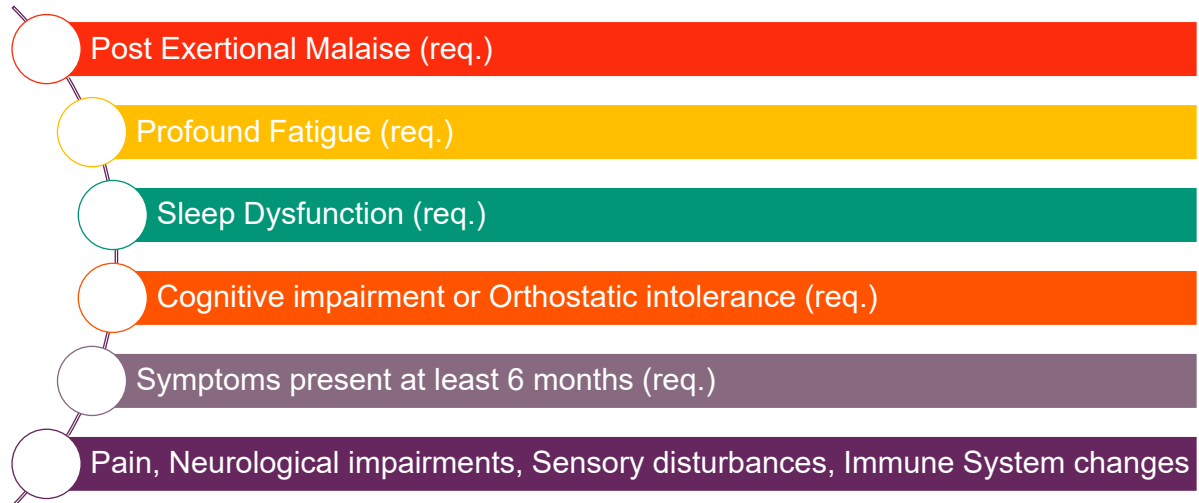 Post Exertional Malaise (req.)
Profound Fatigue (req.)
Sleep Dysfunction (req.)
Cognitive impairment or Orthostatic intolerance (req.)
Symptoms present at least 6 months (req.)
Pain, Neurological impairments, Sensory disturbances, Immune System changes